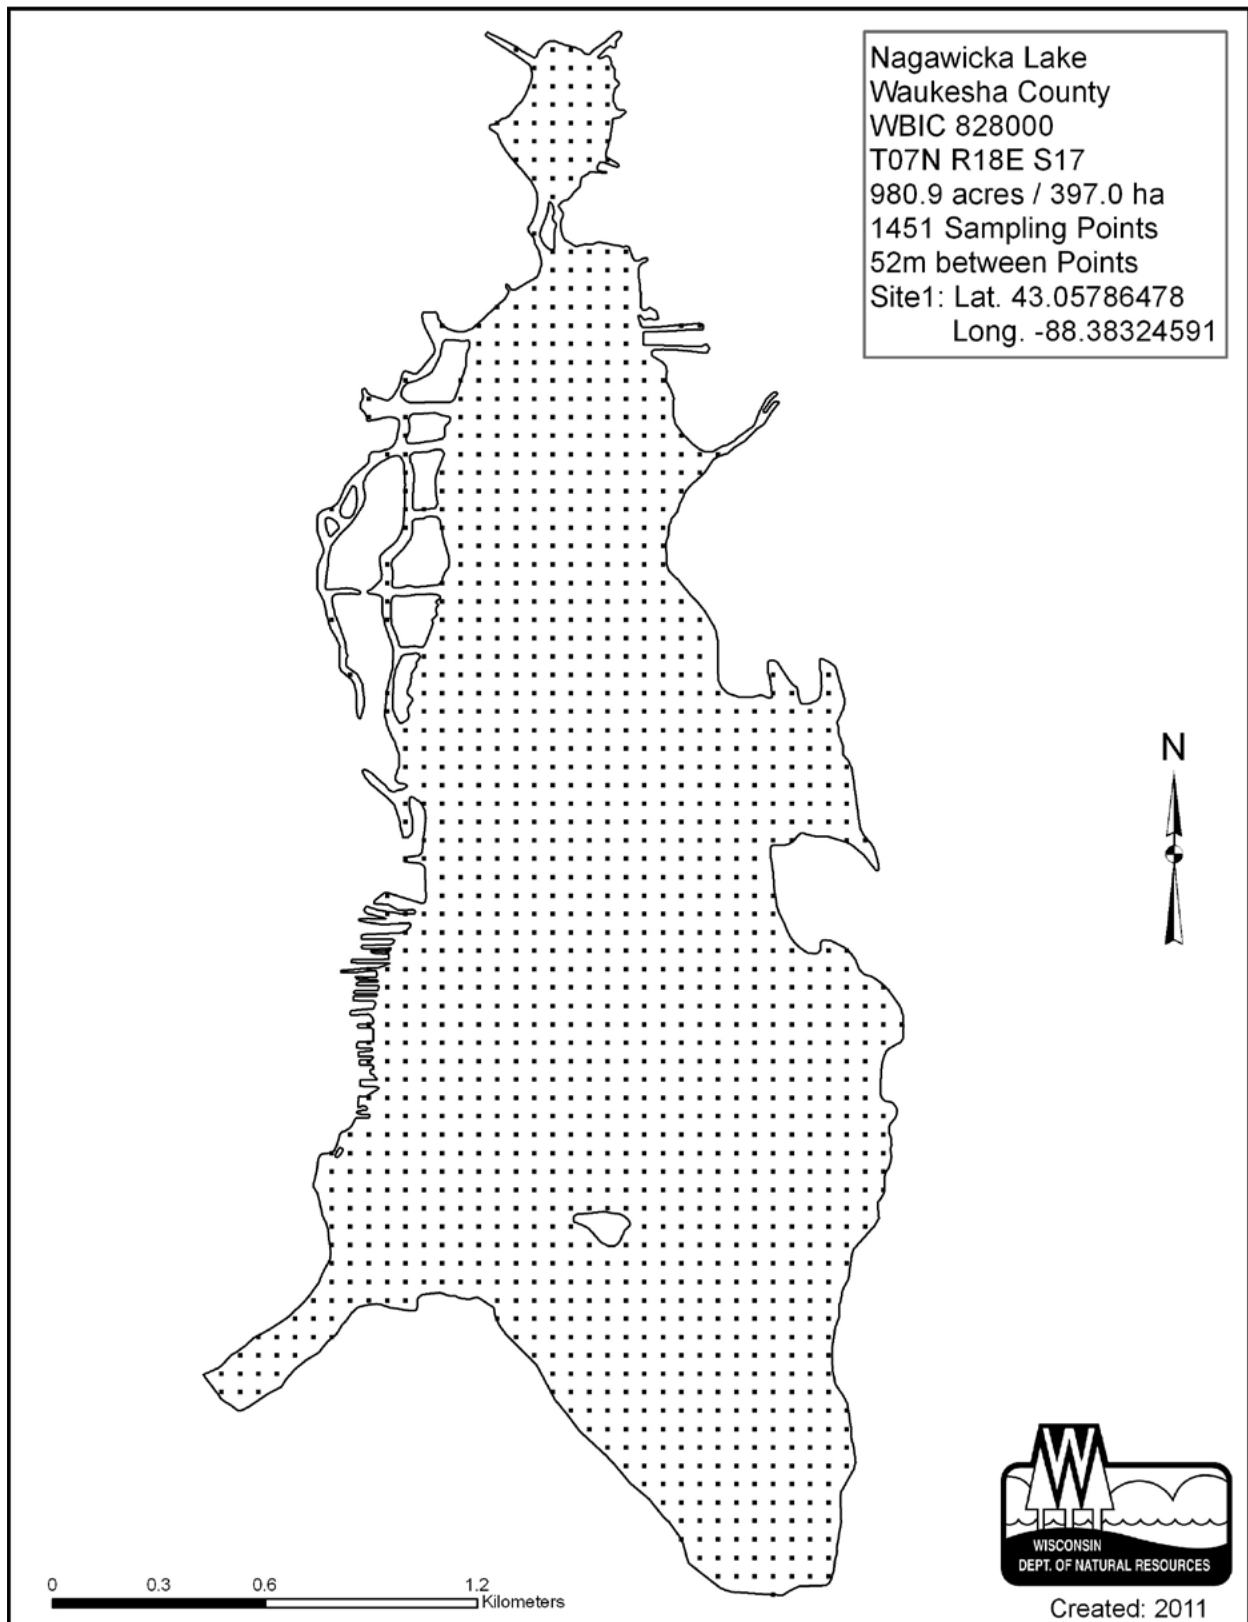 Nagawicka Lake
Waukesha County
WBIC 828000
T07N R18E S17
980.9 acres / 397.0 ha
1451 Sampling Points
52m between Points
Site1: Lat. 43.05786478
Long. -88.38324591
N
W
WISCONSIN
DEPT. OF NATURAL RESOURCES
0 0.3 0.6 1.2
Kilometers
Created: 2011